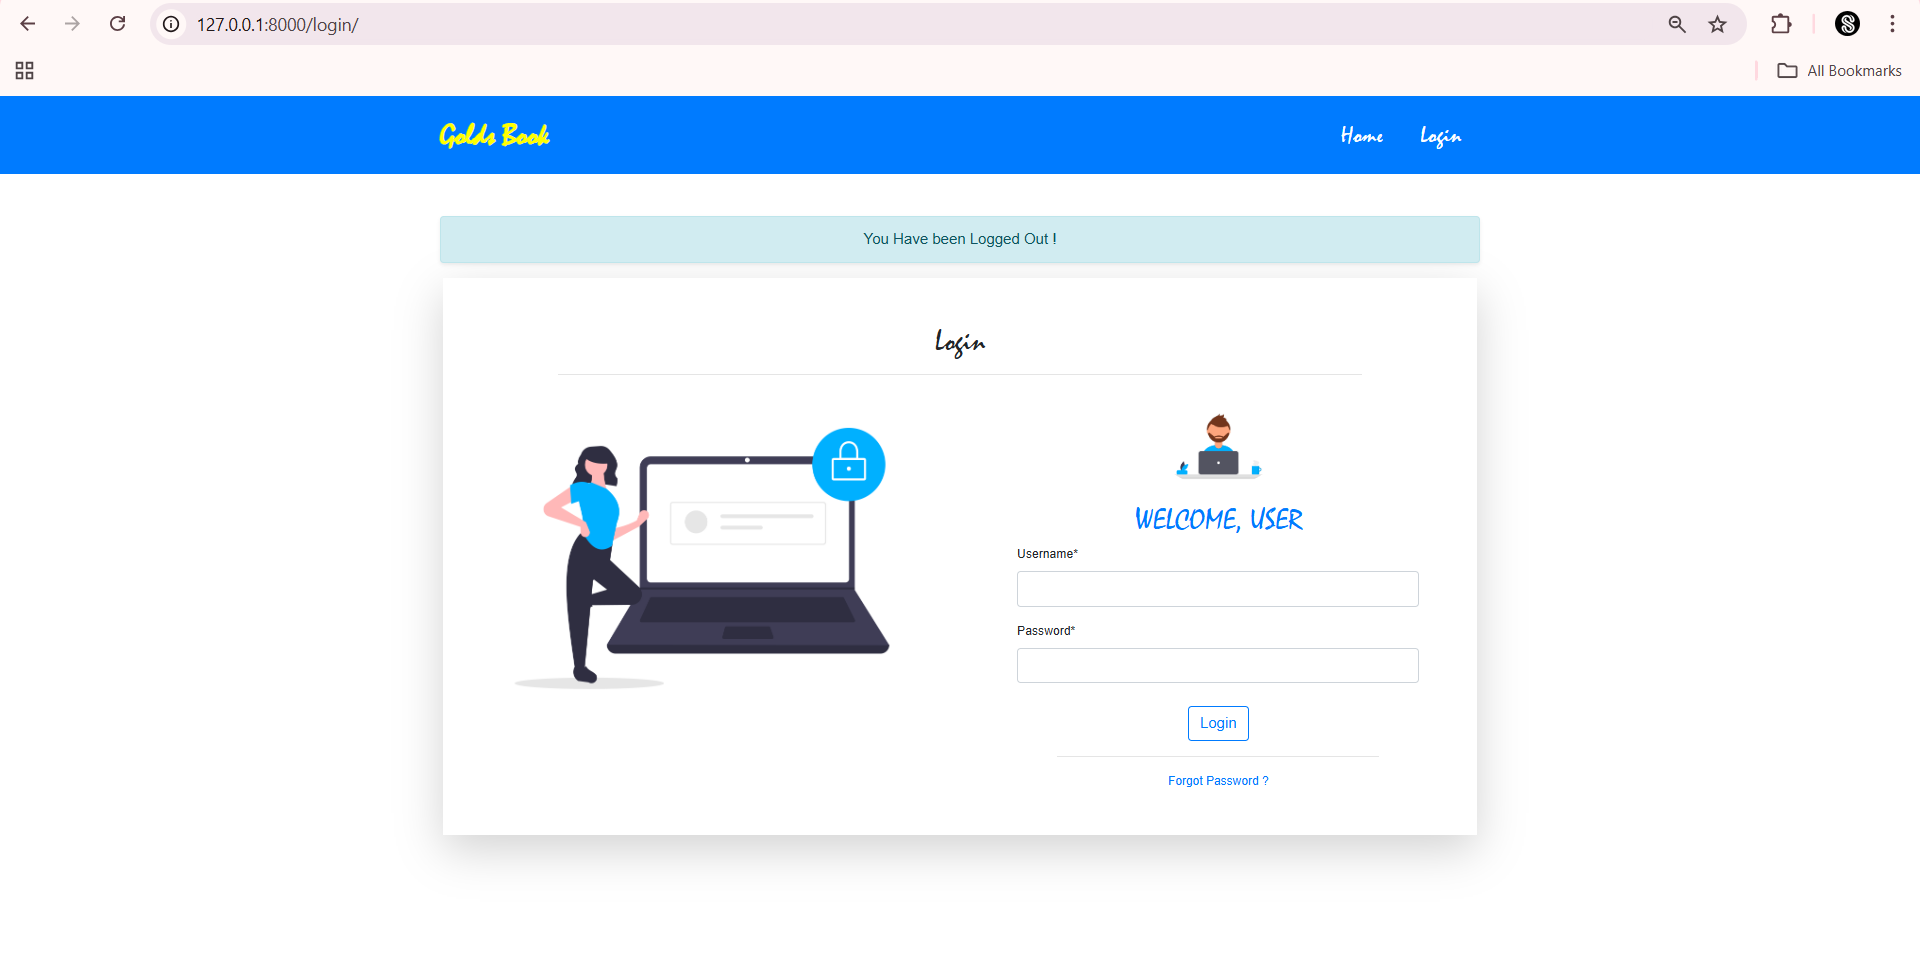 127.0.0.1:8000/login/
All Bookmarks
Golds Book
Home
Login
You Have been Logged Out !
Login
WELCOME, USER
Username*
Password*
Login
Forgot Password ?